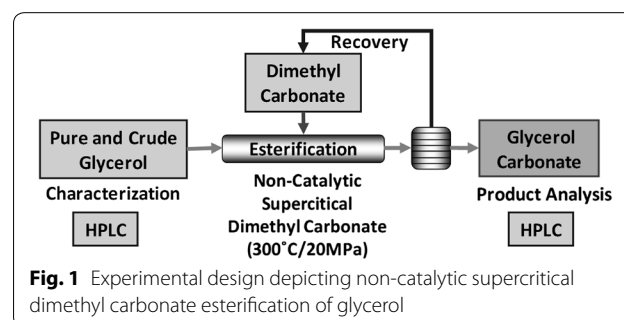 Recovery
Dimethyl
Carbonate
Pure and Crude
Glycerol
Esterification
Glycerol
Carbonate
Characterization
HPLC
Non-Catalytic
Supercitical
Dimethyl Carbonate
(300˚C/20MPa)
Product Analysis
HPLC
Fig. 1 Experimental design depicting non-catalytic supercritical
dimethyl carbonate esterification of glycerol